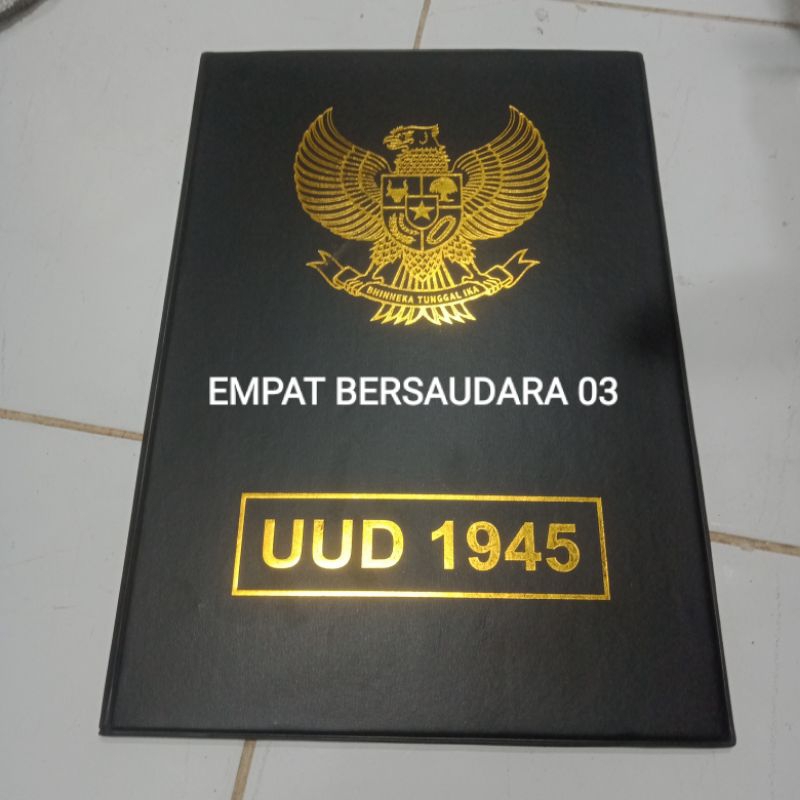 BHINNEKA TUNGGAL IKA
EMPAT BERSAUDARA 03
UUD 1945